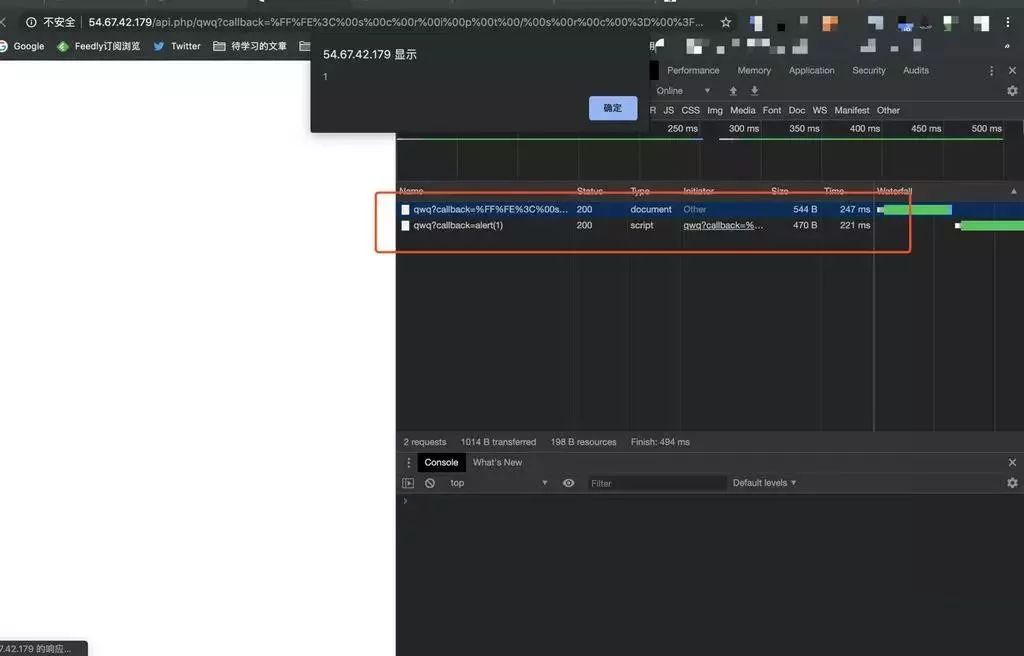 不安全 | 54.67.42.179/api.php/qwq?callback=%FF%FE%3C%00s%00c%00r%00i%00p%00t%00/%00s%00r%00c%00%3D%00%3F...
Google Feedly订阅浏览 Twitter 待学习的文章
54.67.42.179 显示
1
确定
Performance Memory Application Security Audits
Online
R JS CSS Img Media Font Doc WS Manifest Other
250 ms 300 ms 350 ms 400 ms 450 ms 500 ms
Name Status Type Initiator Size Time Waterfall
qwq?callback=%FF%FE%3C%00s... 200 document Other 544 B 247 ms
qwq?callback=alert(1) 200 script qwq?callback=%... 470 B 221 ms
2 requests 1014 B transferred 198 B resources Finish: 494 ms
Console What's New
top Filter Default levels
7.42.179 的响应...